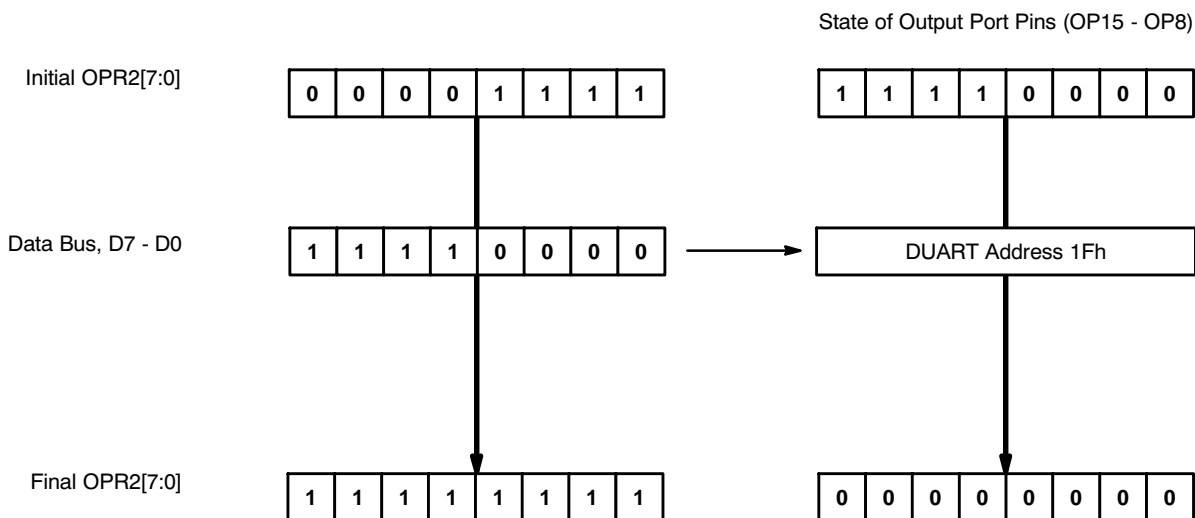 State of Output Port Pins (OP15 - OP8)
Initial OPR2[7:0]
0 0 0 0 1 1 1 1
1 1 1 1 0 0 0 0
Data Bus, D7 - D0
1 1 1 1 0 0 0 0
DUART Address 1Fh
Final OPR2[7:0]
1 1 1 1 1 1 1 1
0 0 0 0 0 0 0 0